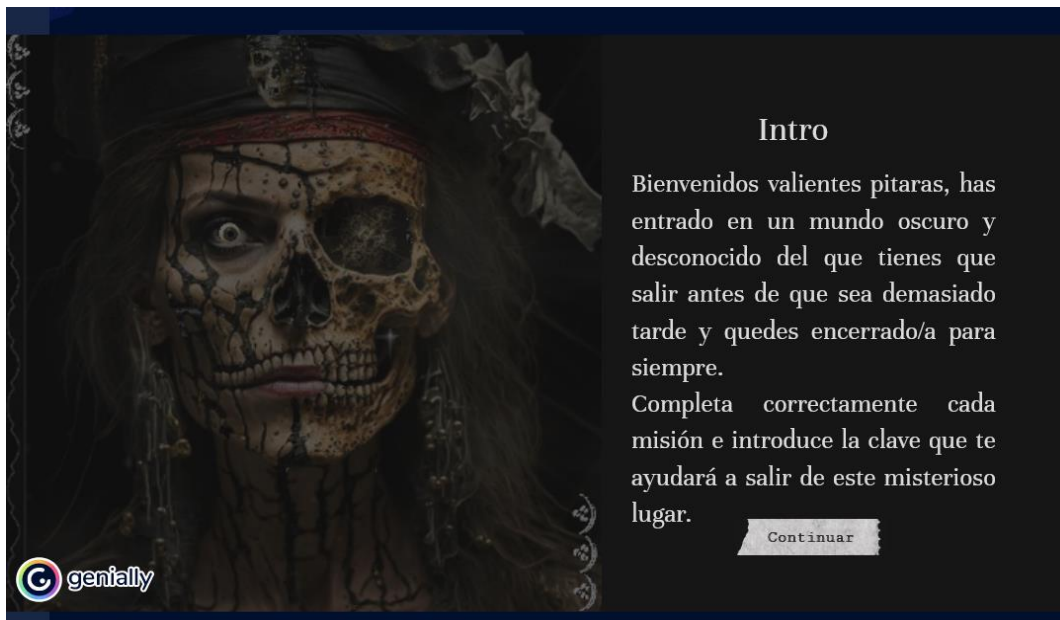 Intro
Bienvenidos valientes pitaras, has
entrado en un mundo oscuro y
desconocido del que tienes que
salir antes de que sea demasiado
tarde y quedes encerrado/a para
siempre.
Completa correctamente cada
misión e introduce la clave que te
ayudará a salir de este misterioso
lugar.
Continuar
genially